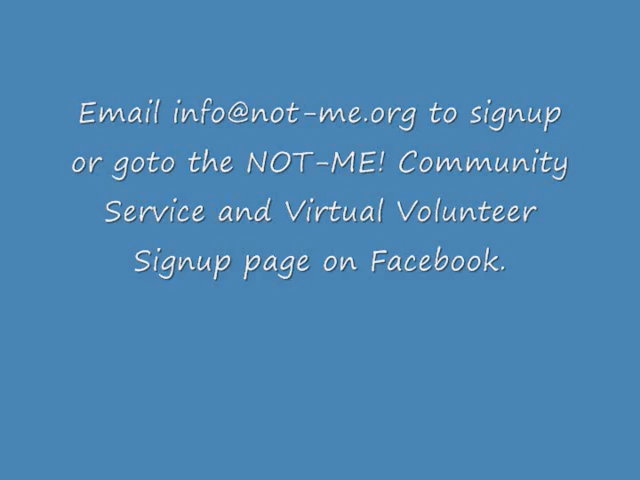 Email info@not-me.org to signup
or goto the NOT-ME! Community
Service and Virtual Volunteer
Signup page on Facebook.